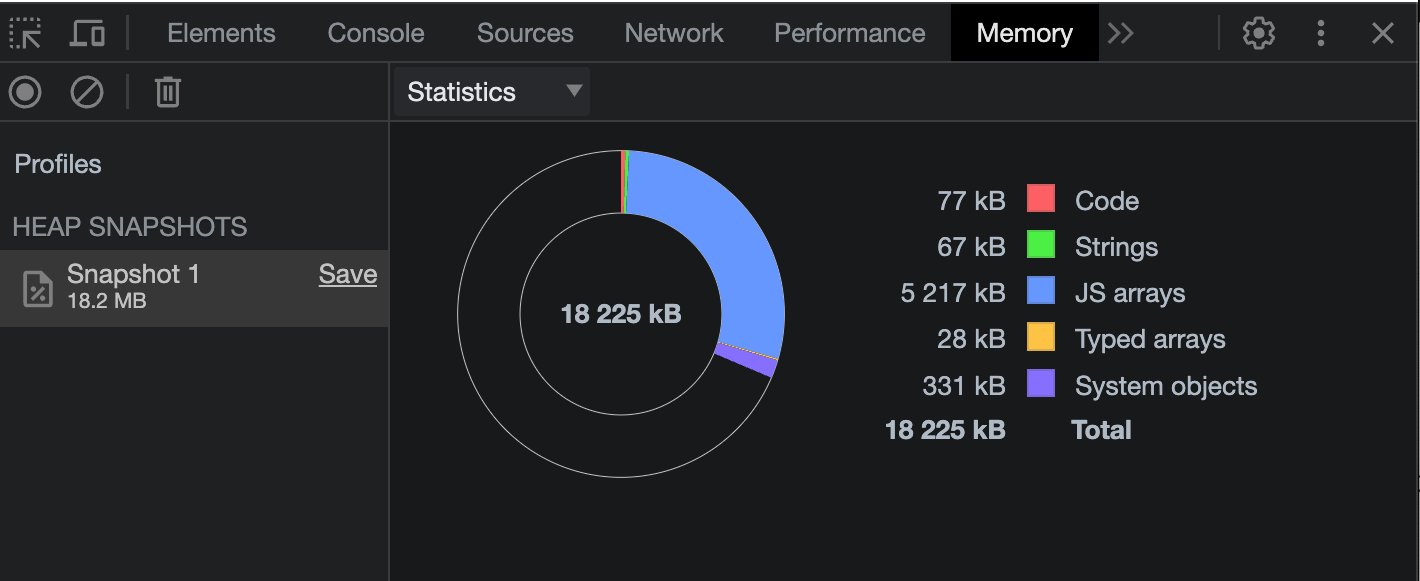 Elements Console Sources Network Performance Memory
Statistics
Profiles
HEAP SNAPSHOTS
Snapshot 1 Save
18.2 MB
18 225 kB
77 kB Code
67 kB Strings
5 217 kB JS arrays
28 kB Typed arrays
331 kB System objects
18 225 kB Total